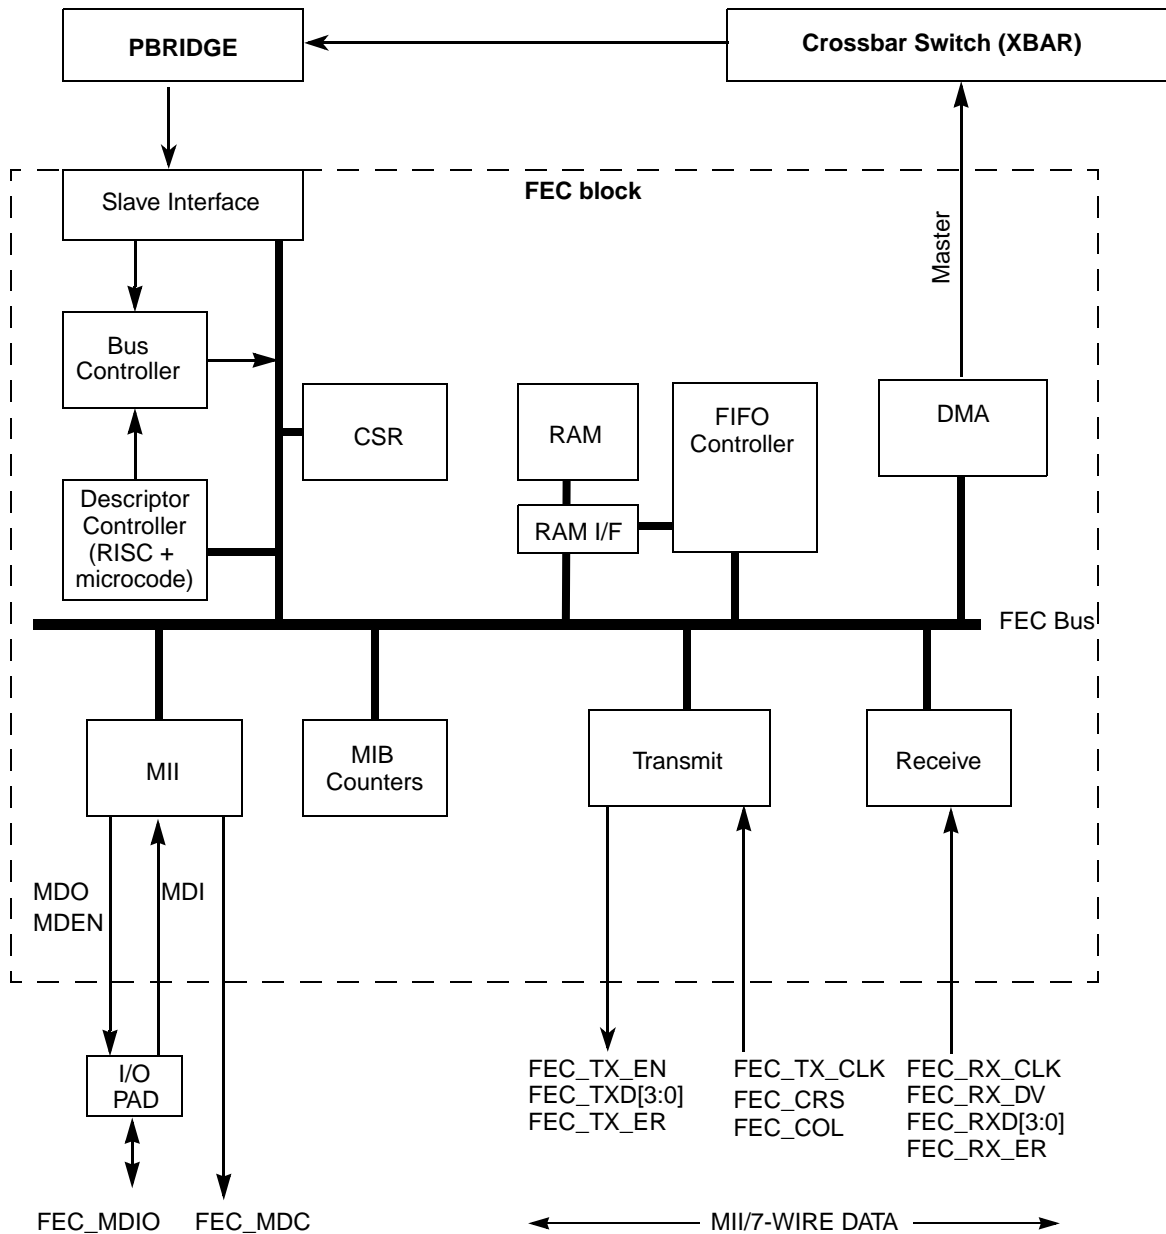 PBRIDGE
Crossbar Switch (XBAR)
Slave Interface
FEC block
Master
Bus
Controller
CSR
RAM
FIFO
Controller
DMA
Descriptor
Controller
(RISC +
microcode)
RAM I/F
FEC Bus
MII
MIB
Counters
Transmit
Receive
MDO
MDEN
MDI
I/O
PAD
FEC_TX_EN
FEC_TXD[3:0]
FEC_TX_ER
FEC_TX_CLK
FEC_CRS
FEC_COL
FEC_RX_CLK
FEC_RX_DV
FEC_RXD[3:0]
FEC_RX_ER
FEC_MDIO
FEC_MDC
MII/7-WIRE DATA